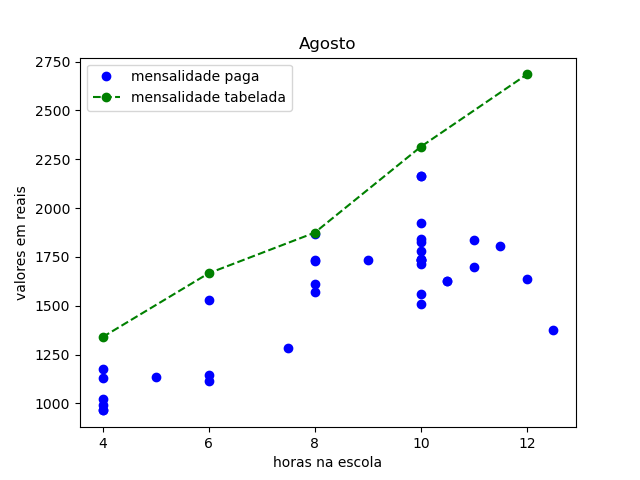 Agosto
mensalidade paga
mensalidade tabelada
valores em reais
2750
2500
2250
2000
1750
1500
1250
1000
4 6 8 10 12
horas na escola